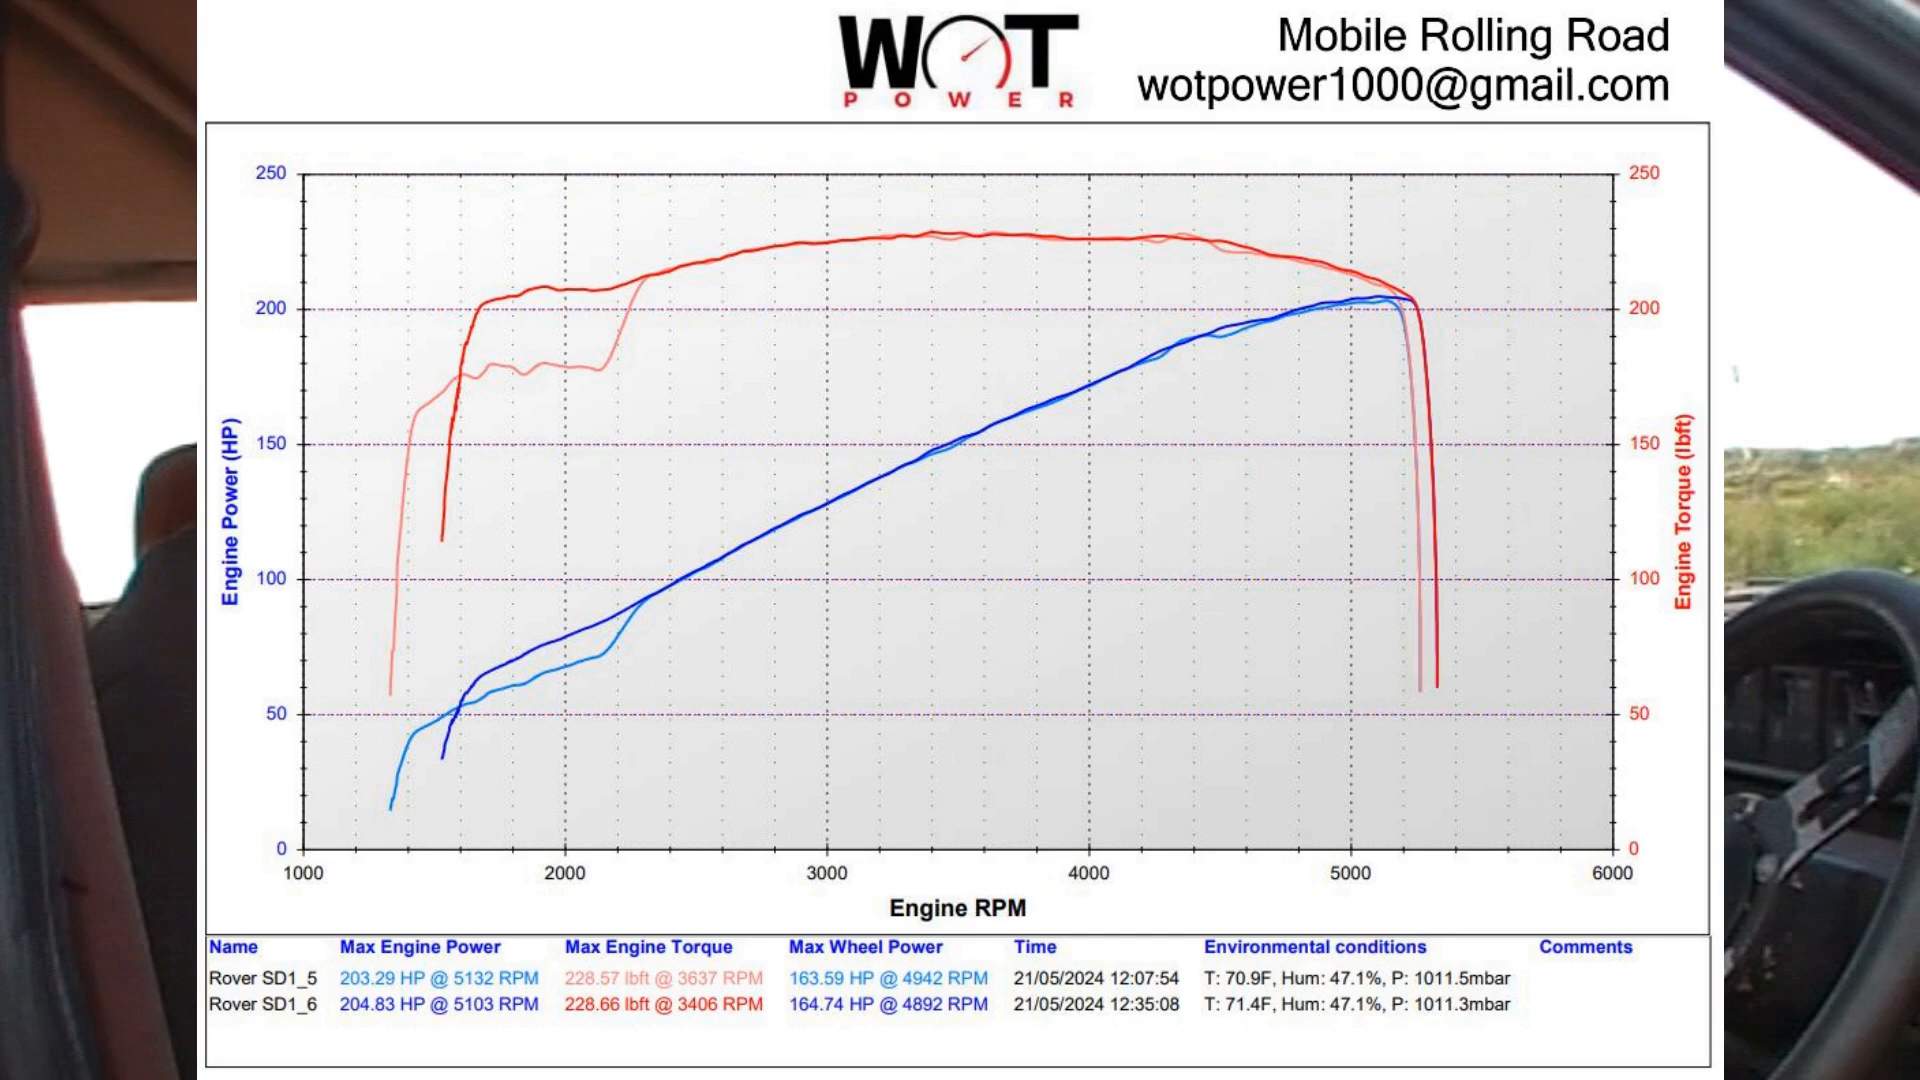 WOT
POWER
Mobile Rolling Road
wotpower1000@gmail.com
250
200
150
100
50
0
Engine Power (HP)
250
200
150
100
50
0
Engine Torque (lbft)
1000 2000 3000 4000 5000 6000
Engine RPM
Name Max Engine Power Max Engine Torque Max Wheel Power Time Environmental conditions Comments
Rover SD1_5 203.29 HP @ 5132 RPM 228.57 lbft @ 3637 RPM 163.59 HP @ 4942 RPM 21/05/2024 12:07:54 T: 70.9F, Hum: 47.1%, P: 1011.5mbar
Rover SD1_6 204.83 HP @ 5103 RPM 228.66 lbft @ 3406 RPM 164.74 HP @ 4892 RPM 21/05/2024 12:35:08 T: 71.4F, Hum: 47.1%, P: 1011.3mbar